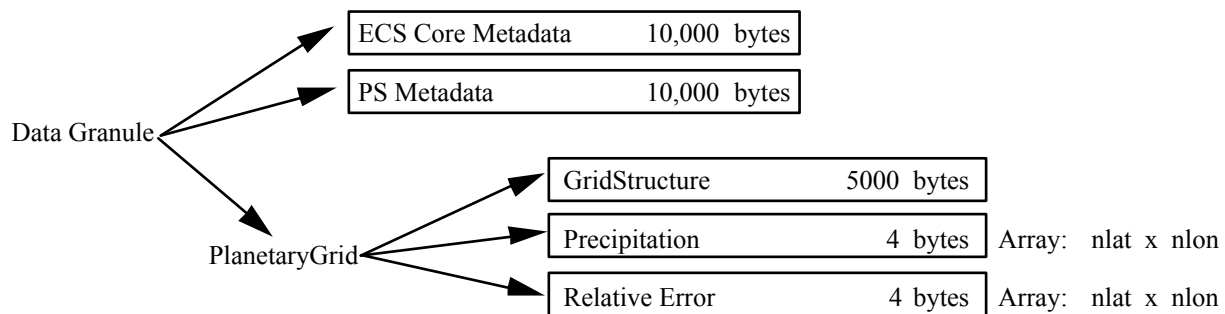 ECS Core Metadata 10,000 bytes
PS Metadata 10,000 bytes
Data Granule
GridStructure 5000 bytes
PlanetaryGrid
Precipitation 4 bytes Array: nlat x nlon
Relative Error 4 bytes Array: nlat x nlon